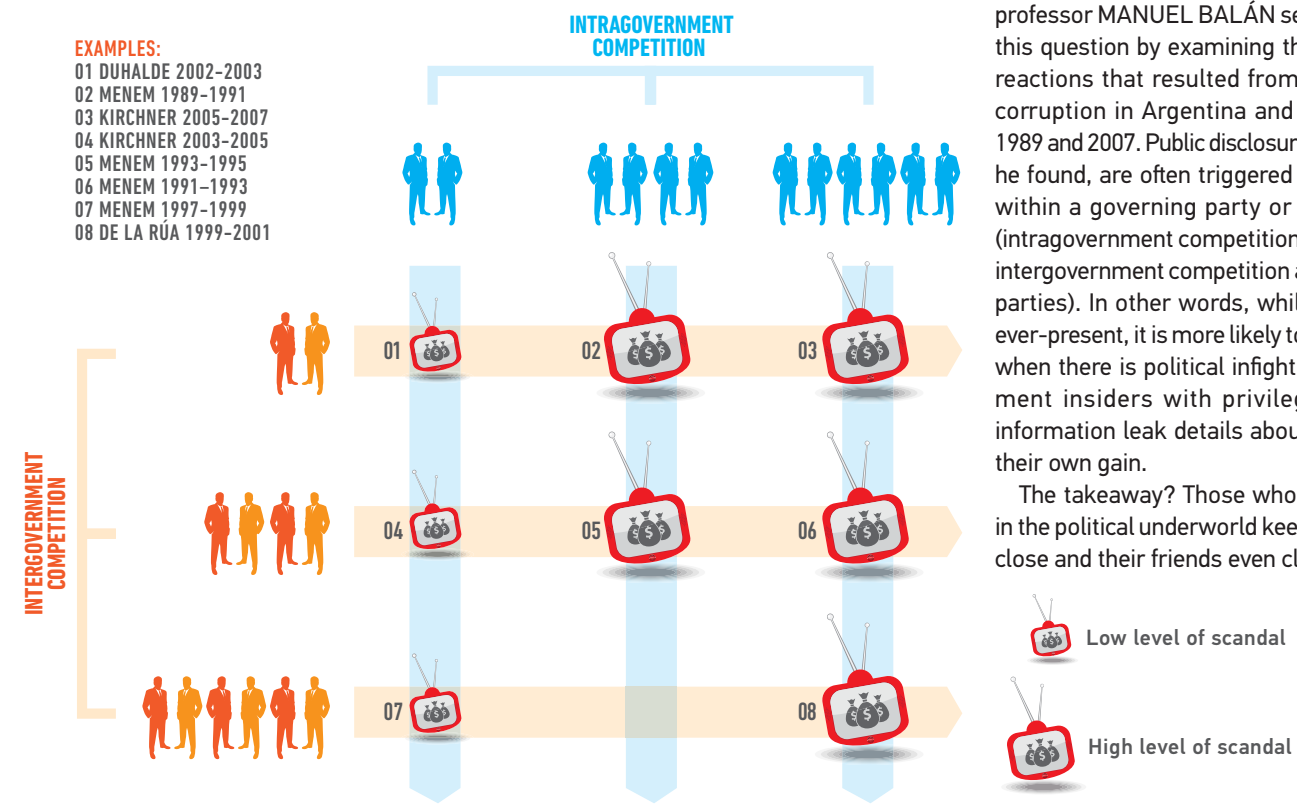 INTRAGOVERNMENT
COMPETITION
EXAMPLES:
01 DUHALDE 2002-2003
02 MENEM 1989-1991
03 KIRCHNER 2005-2007
04 KIRCHNER 2003-2005
05 MENEM 1993-1995
06 MENEM 1991–1993
07 MENEM 1997-1999
08 DE LA RÚA 1999-2001
INTERGOVERNMENT
COMPETITION
01
$
02
$
03
$
04
$
05
$
06
$
07
$
08
$
professor MANUEL BALÁN se
this question by examining th
reactions that resulted from
corruption in Argentina and
1989 and 2007. Public disclosur
he found, are often triggered
within a governing party or
(intragovernment competition
intergovernment competition a
parties). In other words, whil
ever-present, it is more likely to
when there is political infight
ment insiders with privileg
information leak details abou
their own gain.
The takeaway? Those who
in the political underworld kee
close and their friends even cl
$
Low level of scandal
$
High level of scandal